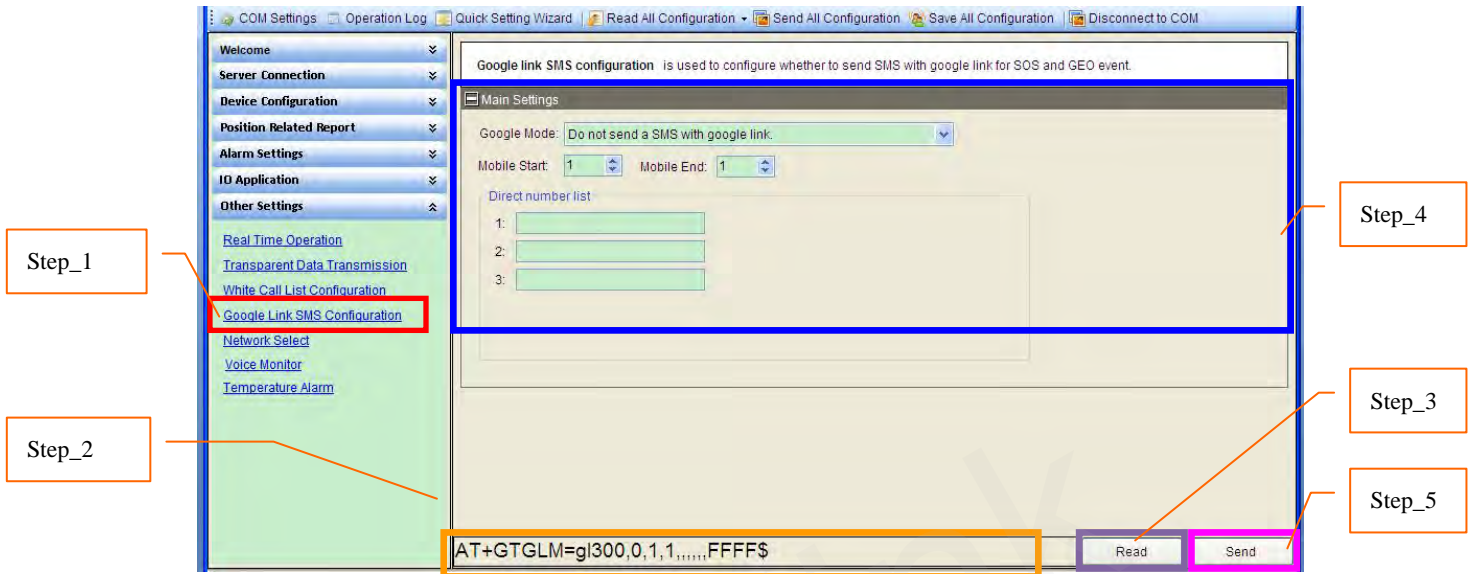 COM Settings Operation Log Quick Setting Wizard Read All Configuration Send All Configuration Save All Configuration Disconnect to COM
Welcome
Server Connection
Device Configuration
Position Related Report
Alarm Settings
IO Application
Other Settings
Real Time Operation
Transparent Data Transmission
White Call List Configuration
Google Link SMS Configuration
Network Select
Voice Monitor
Temperature Alarm
Google link SMS configuration is used to configure whether to send SMS with google link for SOS and GEO event.
Main Settings
Google Mode: Do not send a SMS with google link.
Mobile Start: 1 Mobile End: 1
Direct number list
1:
2:
3:
AT+GTGLM=gl300,0,1,1,,,,,,FFFF$
Read
Send
Step_1
Step_2
Step_4
Step_3
Step_5